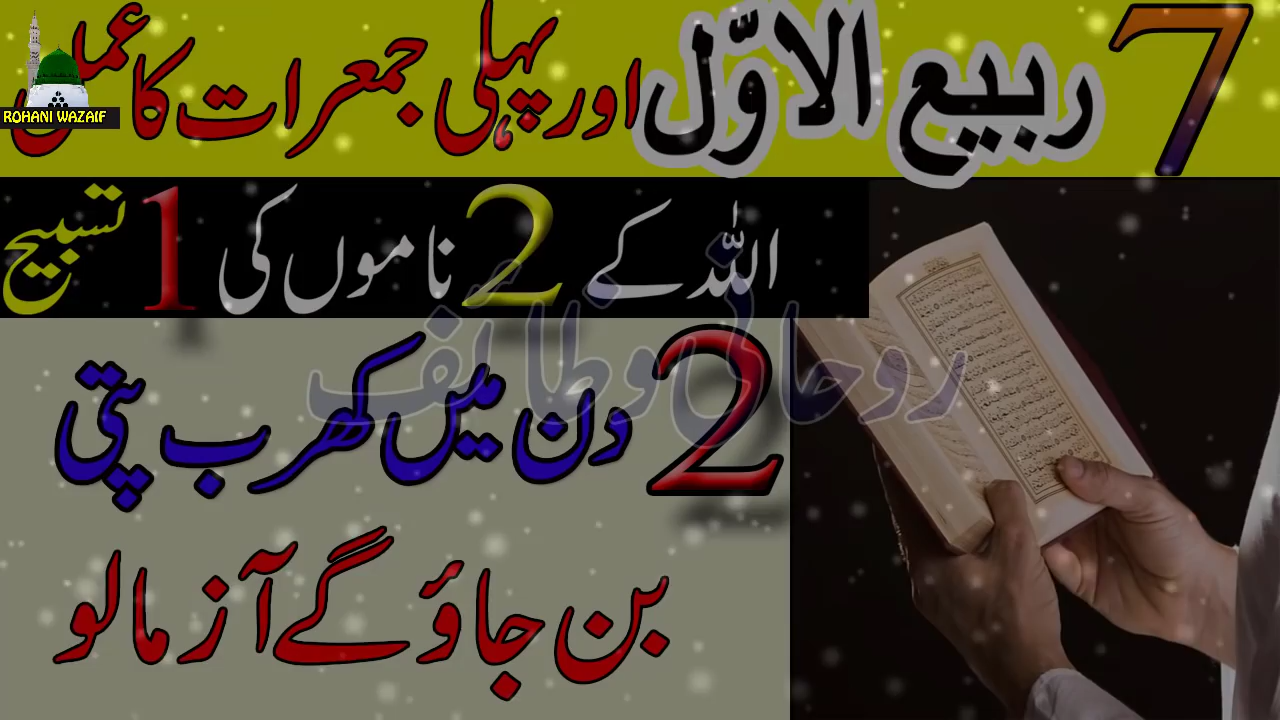 7 ربیع الاوّل اور پہلی جمعرات کا عمل
ROHANI WAZAIF
اللہ کے 2 ناموں کی 1 تسبیح
روحانی وظائف
2 دن میں کھرب پتی
بن جاؤ گے آزمالو